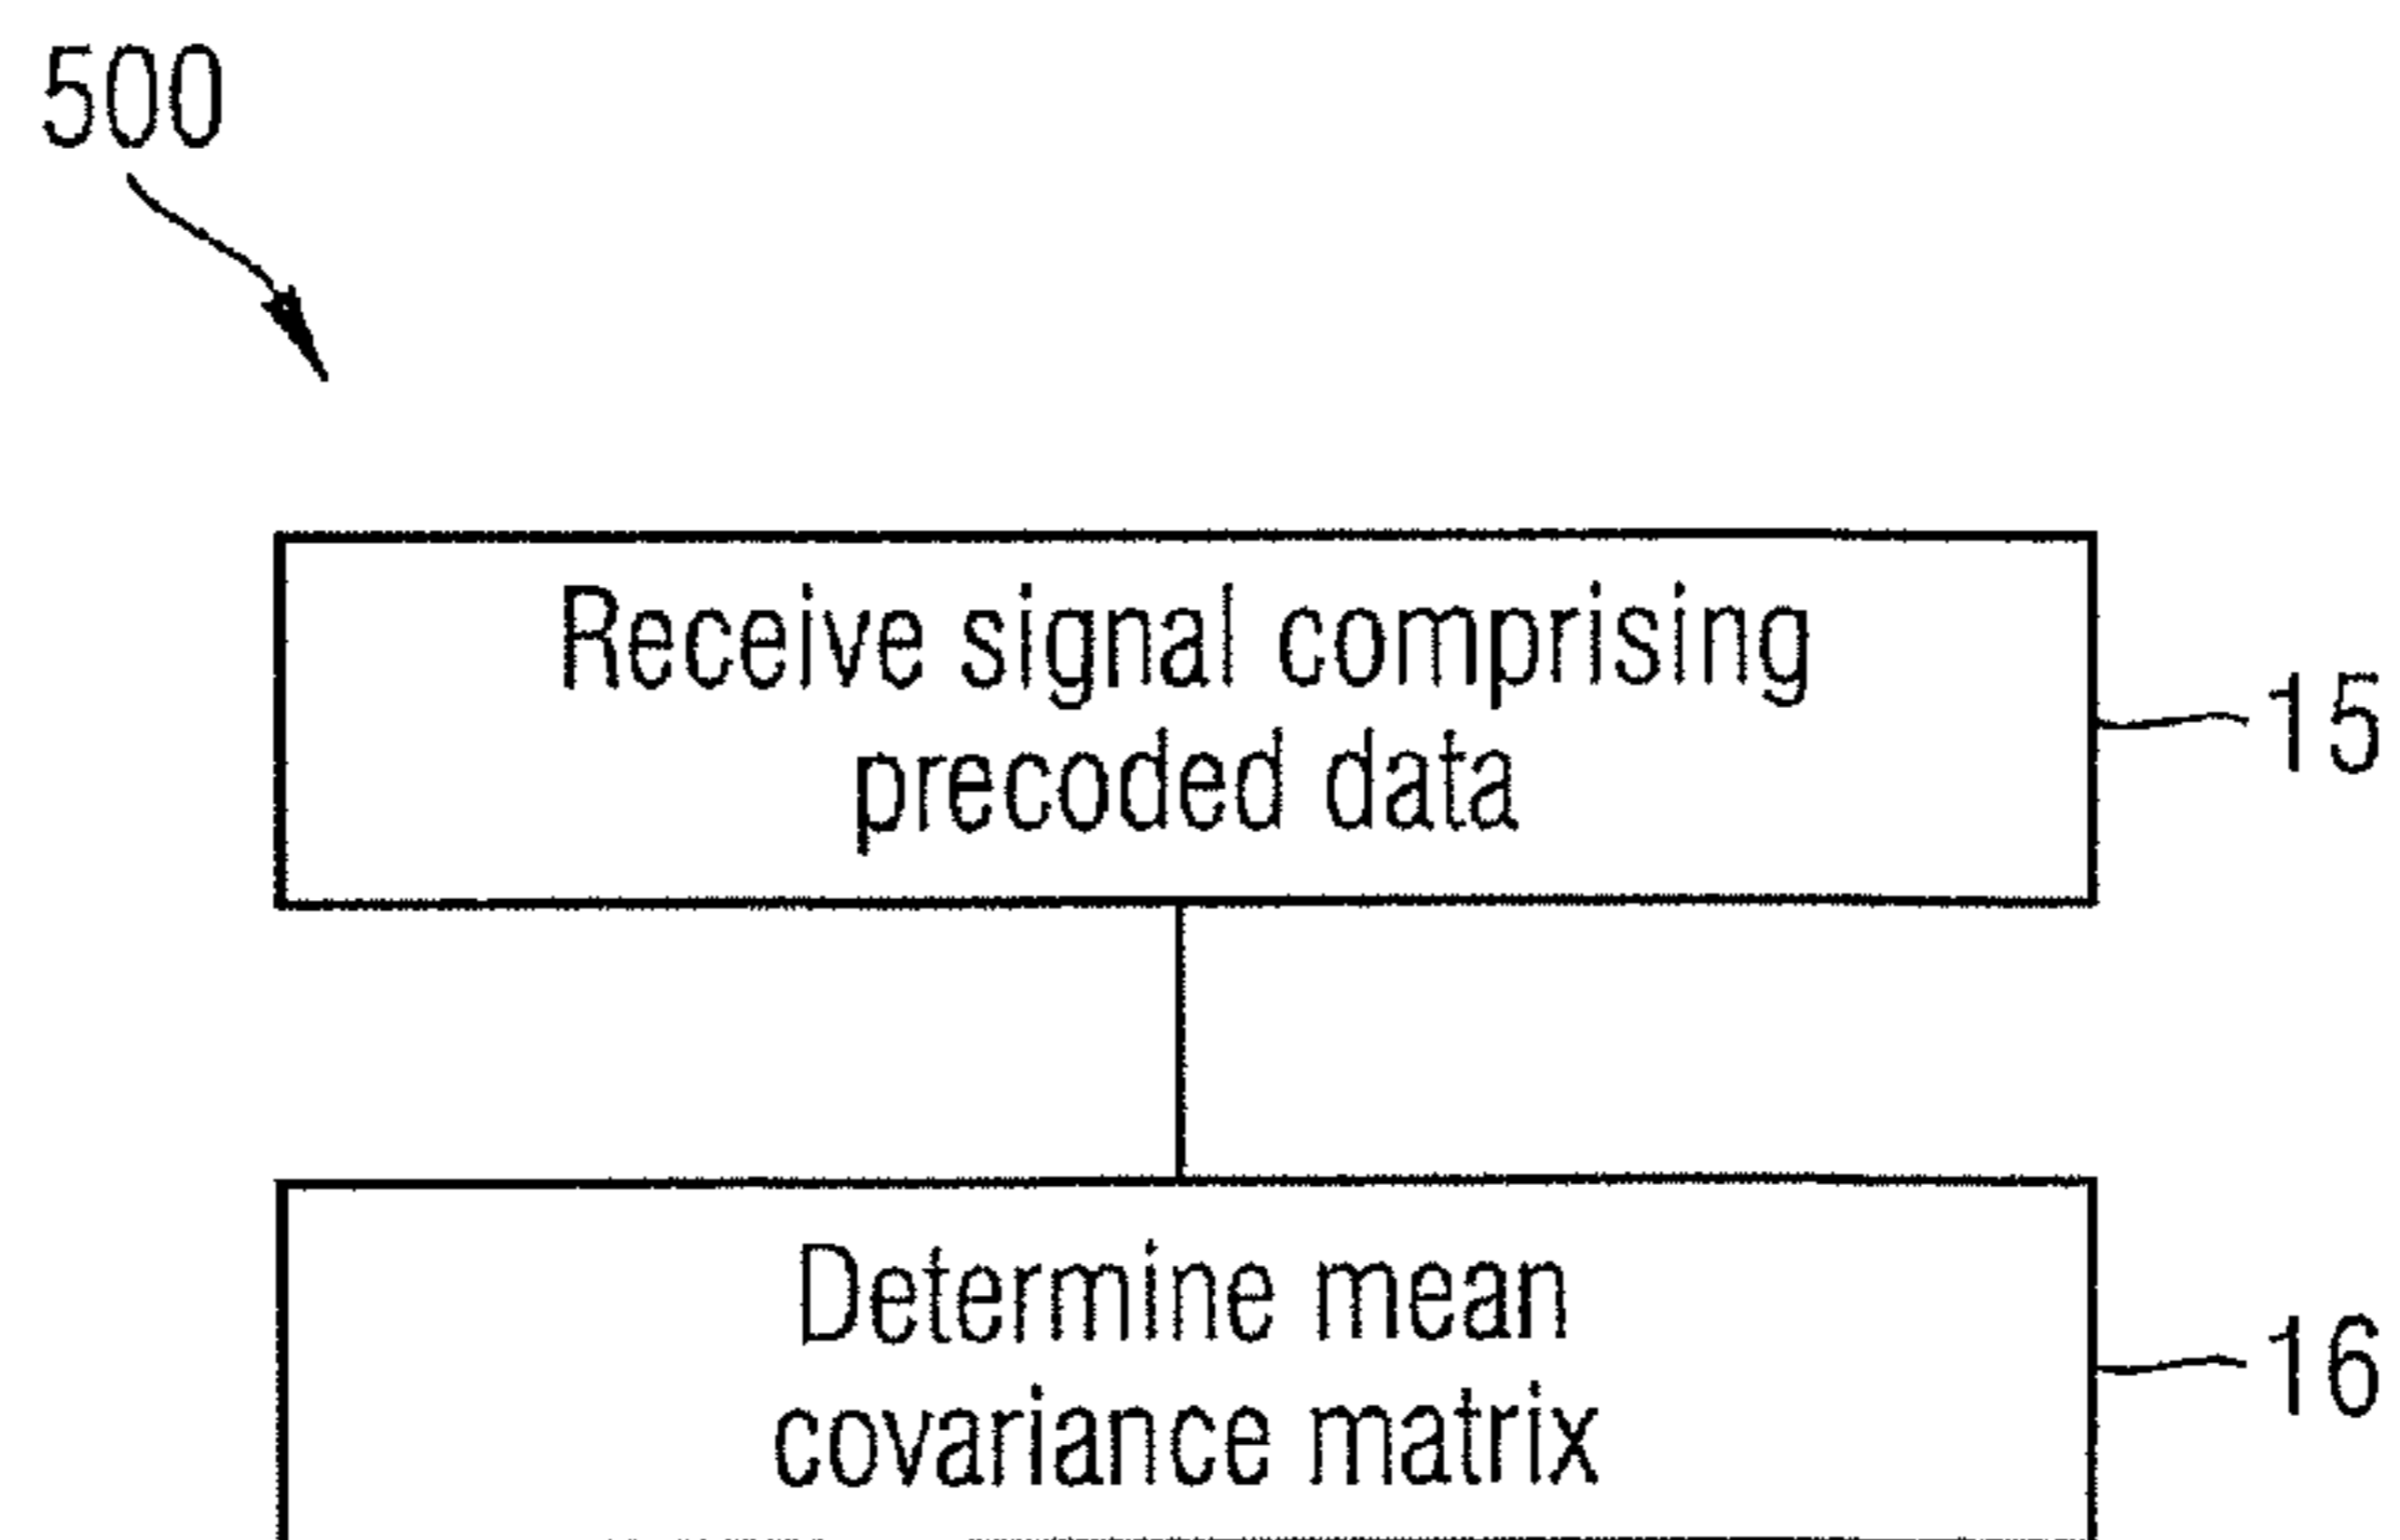 500
Receive signal comprising
precoded data
15
Determine mean
covariance matrix
16